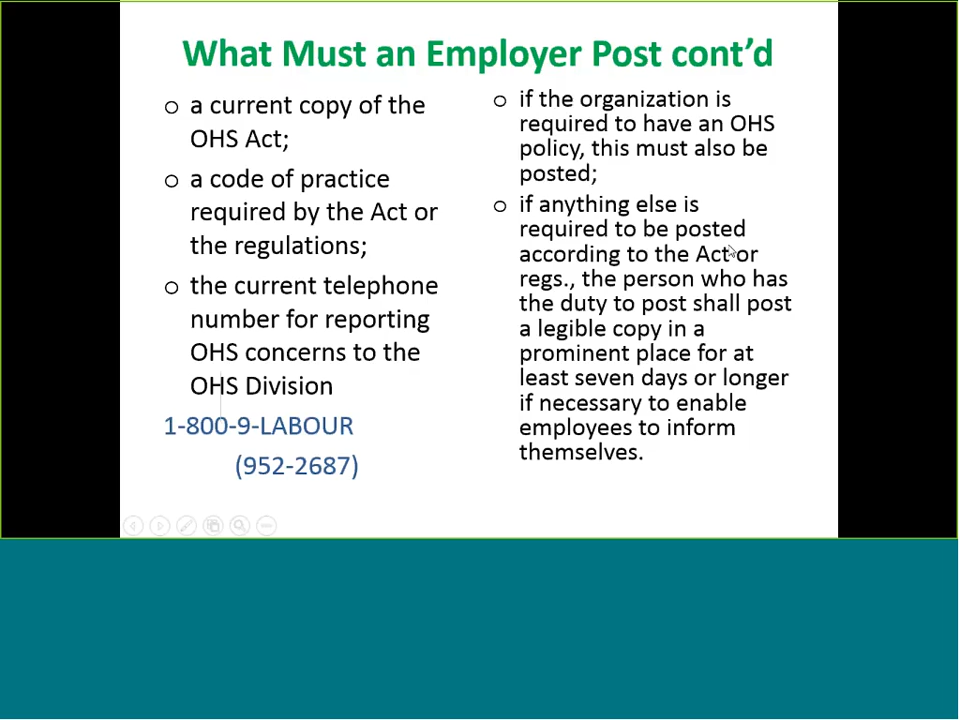 What Must an Employer Post cont’d
o a current copy of the
OHS Act;
o a code of practice
required by the Act or
the regulations;
o the current telephone
number for reporting
OHS concerns to the
OHS Division
1-800-9-LABOUR
(952-2687)
o if the organization is
required to have an OHS
policy, this must also be
posted;
o if anything else is
required to be posted
according to the Act or
regs., the person who has
the duty to post shall post
a legible copy in a
prominent place for at
least seven days or longer
if necessary to enable
employees to inform
themselves.